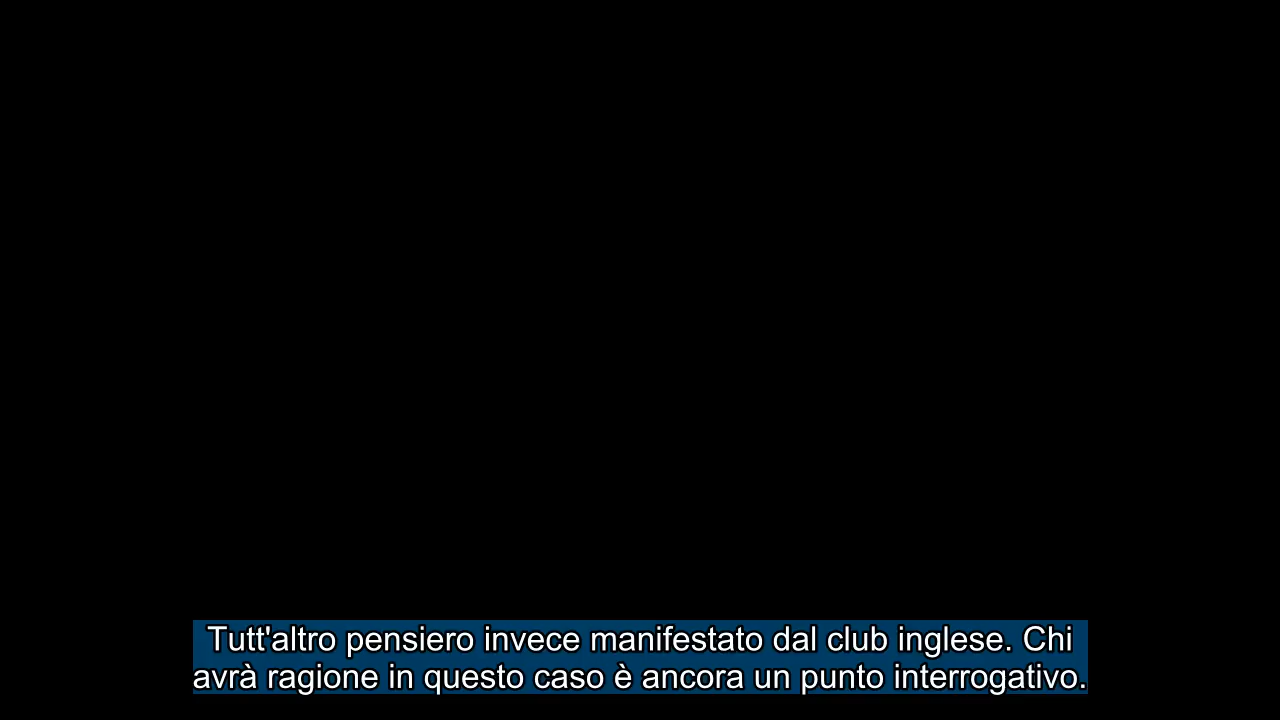 Tutt'altro pensiero invece manifestato dal club inglese. Chi
avrà ragione in questo caso è ancora un punto interrogativo.